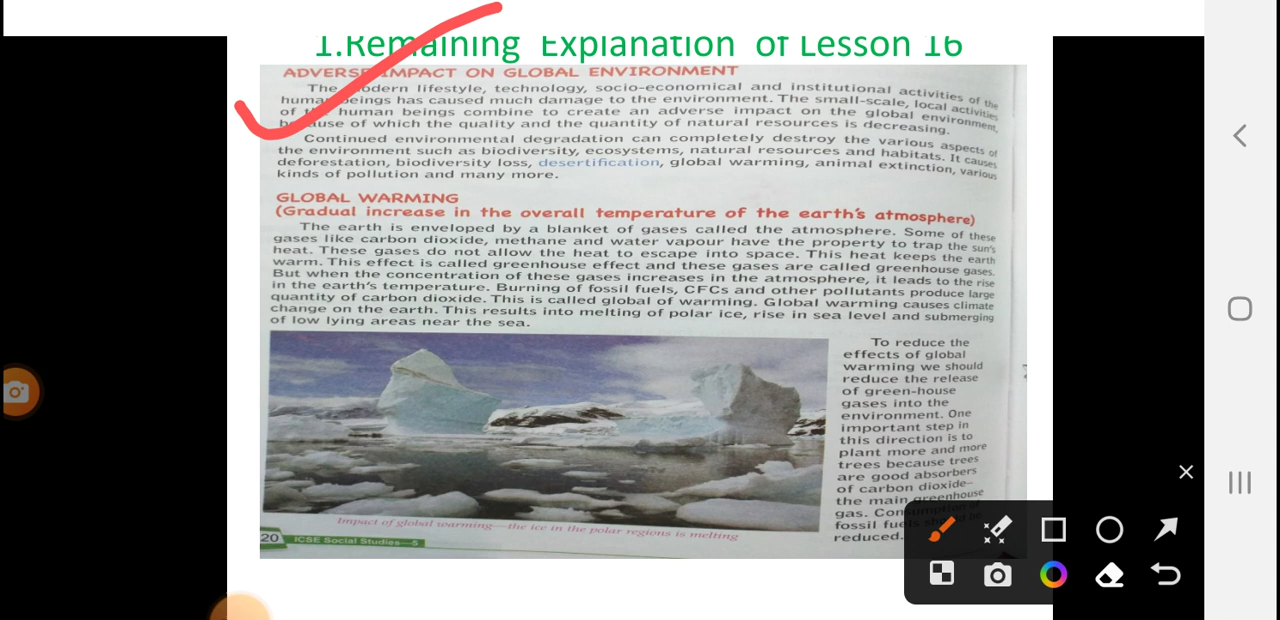 1.Remaining Explanation of Lesson 16
ADVERSE IMPACT ON GLOBAL ENVIRONMENT
The modern lifestyle, technology, socio-economical and institutional activities of the
human beings has caused much damage to the environment. The small-scale, local activities
of the human beings combine to create an adverse impact on the global environment,
because of which the quality and the quantity of natural resources is decreasing.
Continued environmental degradation can completely destroy the various aspects of
the environment such as biodiversity, ecosystems, natural resources and habitats. It causes
deforestation, biodiversity loss, desertification, global warming, animal extinction, various
kinds of pollution and many more.
GLOBAL WARMING
(Gradual increase in the overall temperature of the earth's atmosphere)
The earth is enveloped by a blanket of gases called the atmosphere. Some of these
gases like carbon dioxide, methane and water vapour have the property to trap the sun's
heat. These gases do not allow the heat to escape into space. This heat keeps the earth
warm. This effect is called greenhouse effect and these gases are called greenhouse gases.
But when the concentration of these gases increases in the atmosphere, it leads to the rise
in the earth's temperature. Burning of fossil fuels, CFCs and other pollutants produce large
quantity of carbon dioxide. This is called global of warming. Global warming causes climate
change on the earth. This results into melting of polar ice, rise in sea level and submerging
of low lying areas near the sea.
To reduce the
effects of global
warming we should
reduce the release
of green-house
gases into the
environment. One
important step in
this direction is to
plant more and more
trees because trees
are good absorbers
of carbon dioxide—
the main greenhouse
gas. Consumption of
fossil fuels should be
reduced.
Impact of global warming—the ice in the polar regions is melting
20 ICSE Social Studies—5